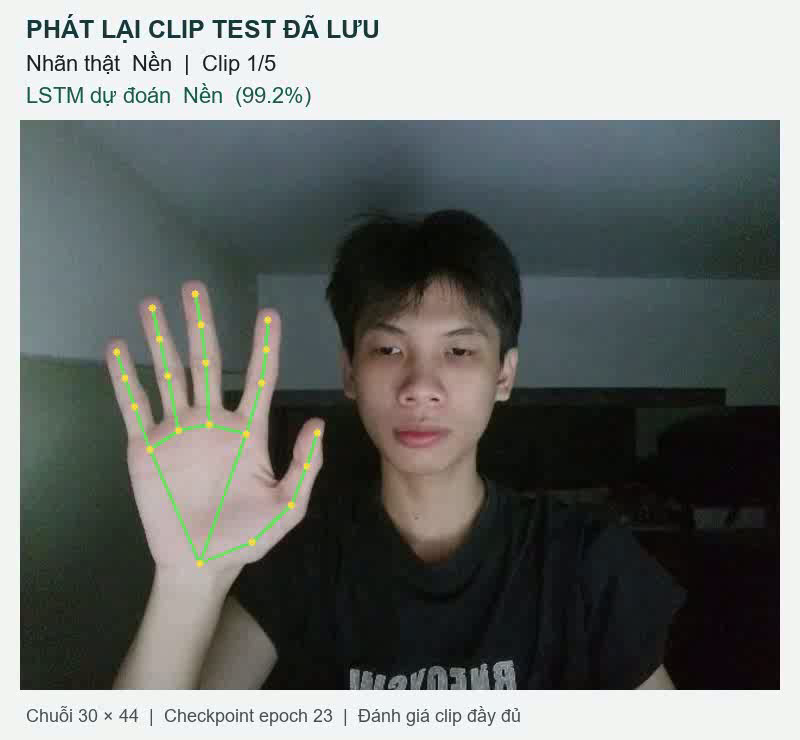 PHÁT LẠI CLIP TEST ĐÃ LƯU
Nhãn thật  Nền  |  Clip 1/5
LSTM dự đoán  Nền  (99.2%)
Chuỗi 30 × 44  |  Checkpoint epoch 23  |  Đánh giá clip đầy đủ